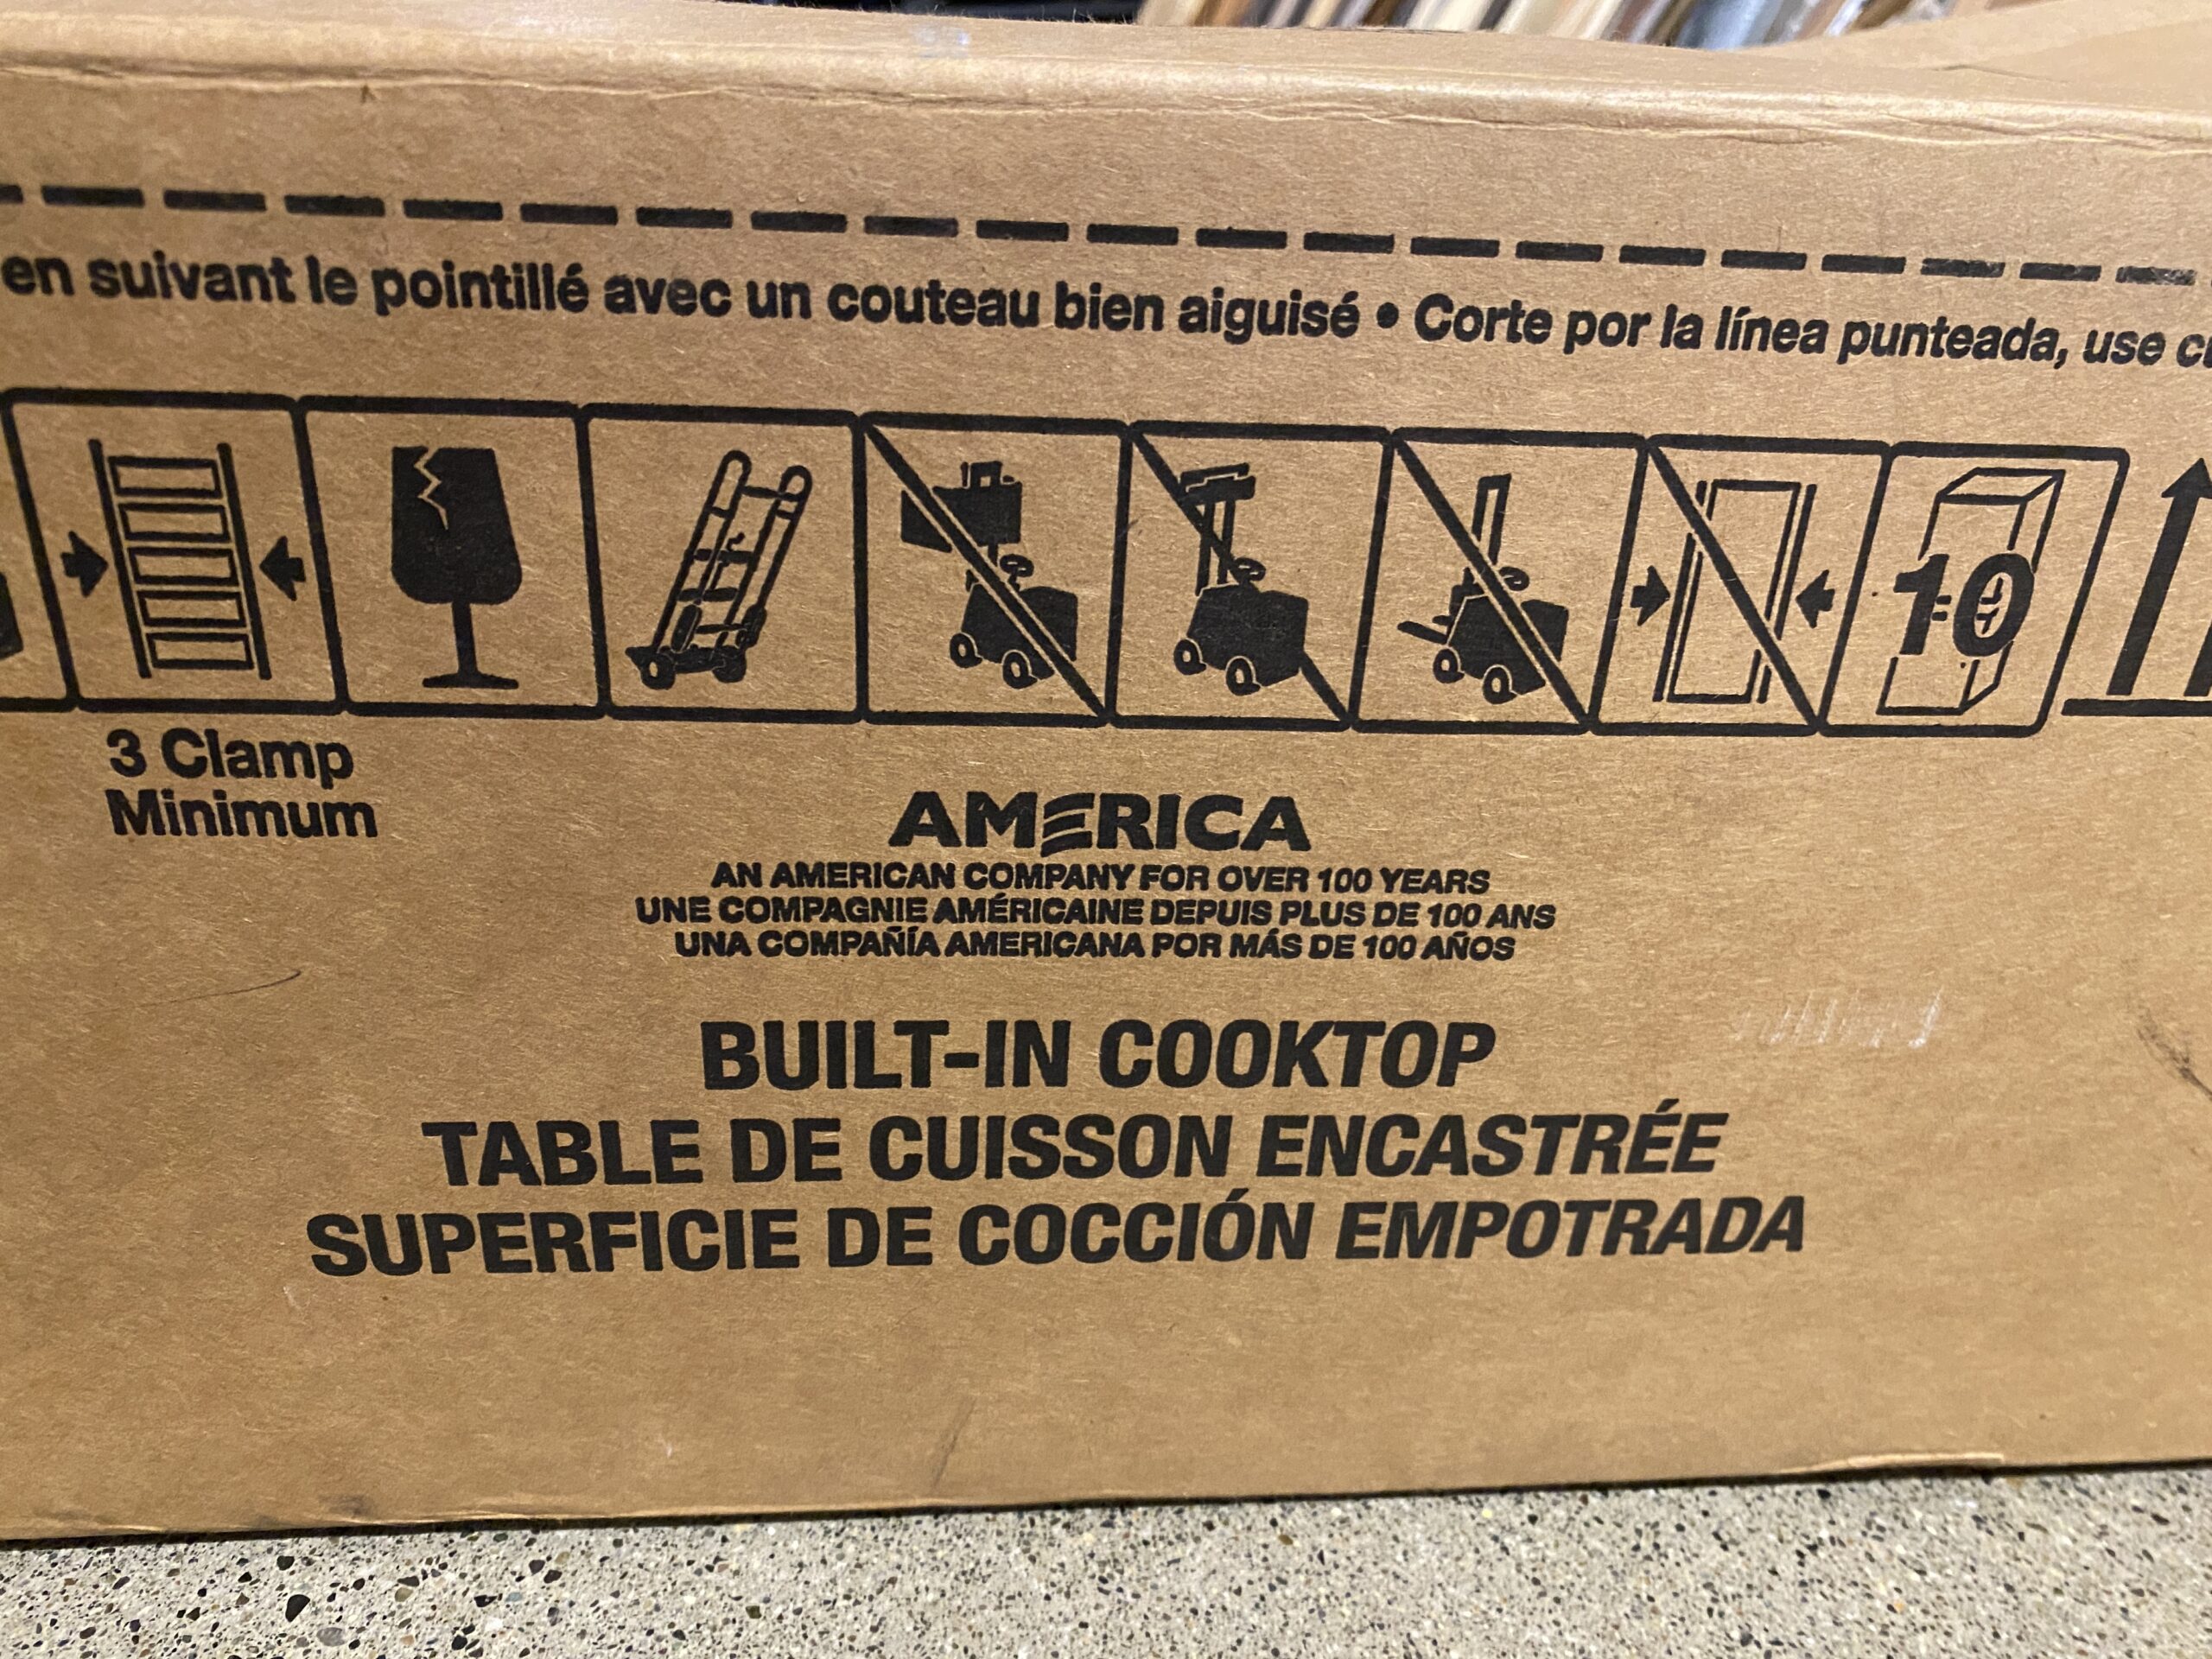 en suivant le pointillé avec un couteau bien aiguisé • Corte por la línea punteada, use
10
3 Clamp
Minimum
AMERICA
AN AMERICAN COMPANY FOR OVER 100 YEARS
UNE COMPAGNIE AMÉRICAINE DEPUIS PLUS DE 100 ANS
UNA COMPAÑÍA AMERICANA POR MÁS DE 100 AÑOS
BUILT-IN COOKTOP
TABLE DE CUISSON ENCASTRÉE
SUPERFICIE DE COCCIÓN EMPOTRADA